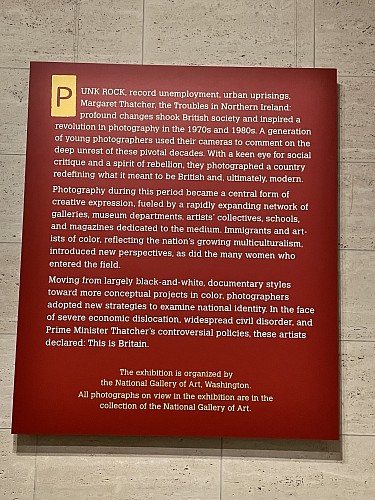 PUNK ROCK, record unemployment, urban uprisings,
Margaret Thatcher, the Troubles in Northern Ireland:
profound changes shook British society and inspired a
revolution in photography in the 1970s and 1980s. A generation
of young photographers used their cameras to comment on the
deep unrest of these pivotal decades. With a keen eye for social
critique and a spirit of rebellion, they photographed a country
redefining what it meant to be British and, ultimately, modern.
Photography during this period became a central form of
creative expression, fueled by a rapidly expanding network of
galleries, museum departments, artists' collectives, schools,
and magazines dedicated to the medium. Immigrants and art-
ists of color, reflecting the nation's growing multiculturalism,
introduced new perspectives, as did the many women who
entered the field.
Moving from largely black-and-white, documentary styles
toward more conceptual projects in color, photographers
adopted new strategies to examine national identity. In the face
of severe economic dislocation, widespread civil disorder, and
Prime Minister Thatcher's controversial policies, these artists
declared: This is Britain.
The exhibition is organized by
the National Gallery of Art, Washington.
All photographs on view in the exhibition are in the
collection of the National Gallery of Art.